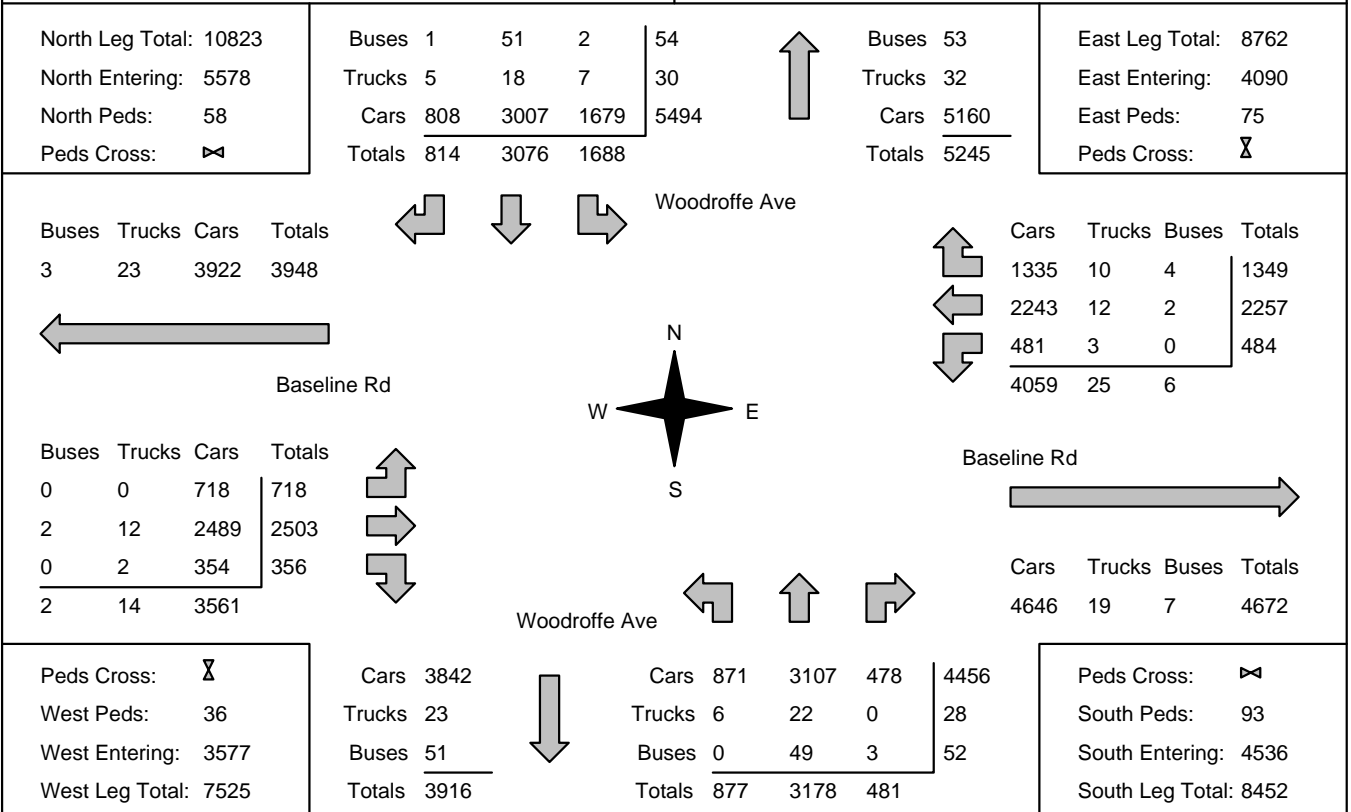 North Leg Total: 10823
North Entering: 5578
North Peds: 58
Peds Cross:
Buses 1 51 2 54
Trucks 5 18 7 30
Cars 808 3007 1679 5494
Totals 814 3076 1688
Buses 53
Trucks 32
Cars 5160
Totals 5245
East Leg Total: 8762
East Entering: 4090
East Peds: 75
Peds Cross:
Woodroffe Ave
Buses Trucks Cars Totals
3 23 3922 3948
Cars Trucks Buses Totals
1335 10 4 1349
2243 12 2 2257
481 3 0 484
4059 25 6
Baseline Rd
N
W E
S
Buses Trucks Cars Totals
0 0 718 718
2 12 2489 2503
0 2 354 356
2 14 3561
Baseline Rd
Cars Trucks Buses Totals
4646 19 7 4672
Woodroffe Ave
Peds Cross:
West Peds: 36
West Entering: 3577
West Leg Total: 7525
Cars 3842
Trucks 23
Buses 51
Totals 3916
Cars 871 3107 478 4456
Trucks 6 22 0 28
Buses 0 49 3 52
Totals 877 3178 481
Peds Cross:
South Peds: 93
South Entering: 4536
South Leg Total: 8452